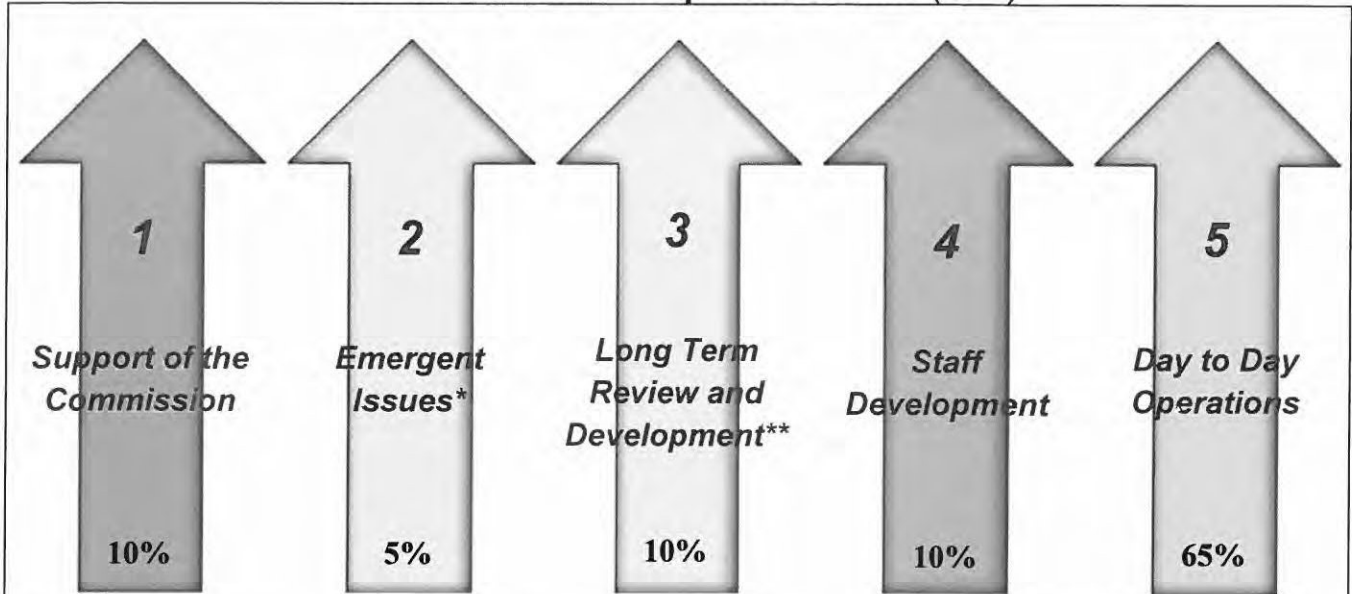 1
Support of the
Commission
10%
2
Emergent
Issues*
5%
3
Long Term
Review and
Development**
10%
4
Staff
Development
10%
5
Day to Day
Operations
65%